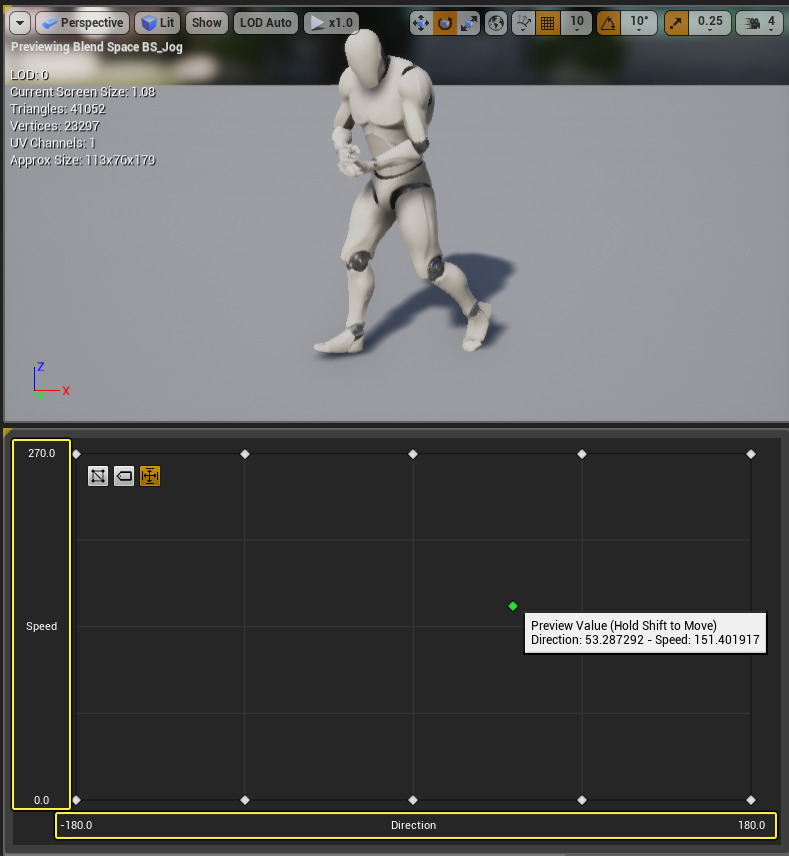 Perspective Lit Show LOD Auto x1.0 10 10° 0.25 4
Previewing Blend Space BS_Jog
LOD: 0
Current Screen Size: 1.08
Triangles: 41052
Vertices: 23297
UV Channels: 1
Approx Size: 113x76x179
Z
X
270.0
Speed
Preview Value (Hold Shift to Move)
Direction: 53.287292 - Speed: 151.401917
0.0
-180.0 Direction 180.0